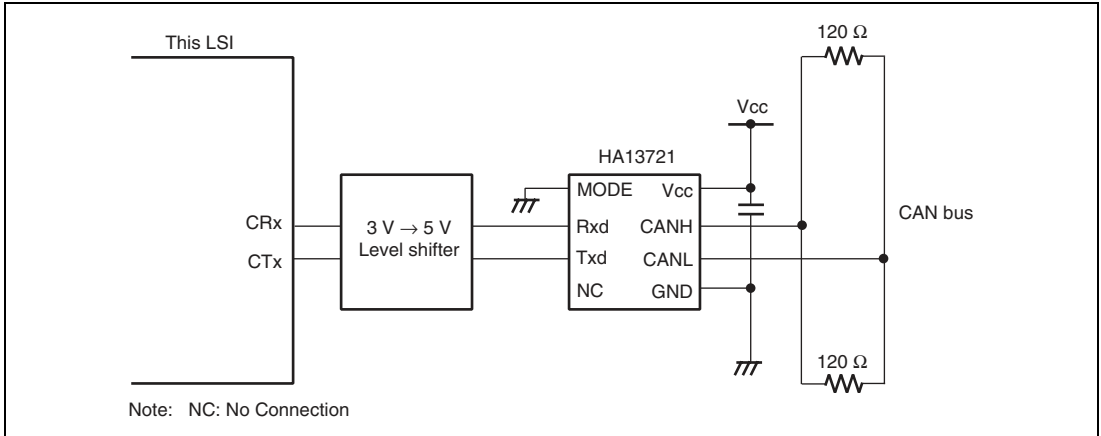 This LSI
120 Ω
Vcc
HA13721
MODE Vcc
CRx
3 V → 5 V
Level shifter
Rxd CANH
CAN bus
CTx
Txd CANL
NC GND
120 Ω
Note: NC: No Connection